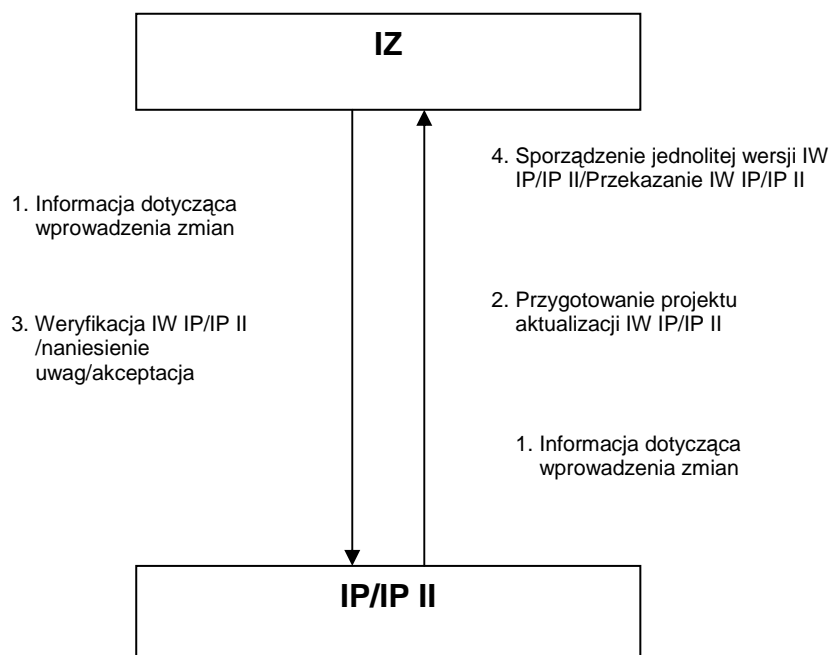 IZ
4. Sporządzenie jednolitej wersji IW
IP/IP II/Przekazanie IW IP/IP II
1. Informacja dotycząca
wprowadzenia zmian
3. Weryfikacja IW IP/IP II
/naniesienie
uwag/akceptacja
2. Przygotowanie projektu
aktualizacji IW IP/IP II
1. Informacja dotycząca
wprowadzenia zmian
IP/IP II